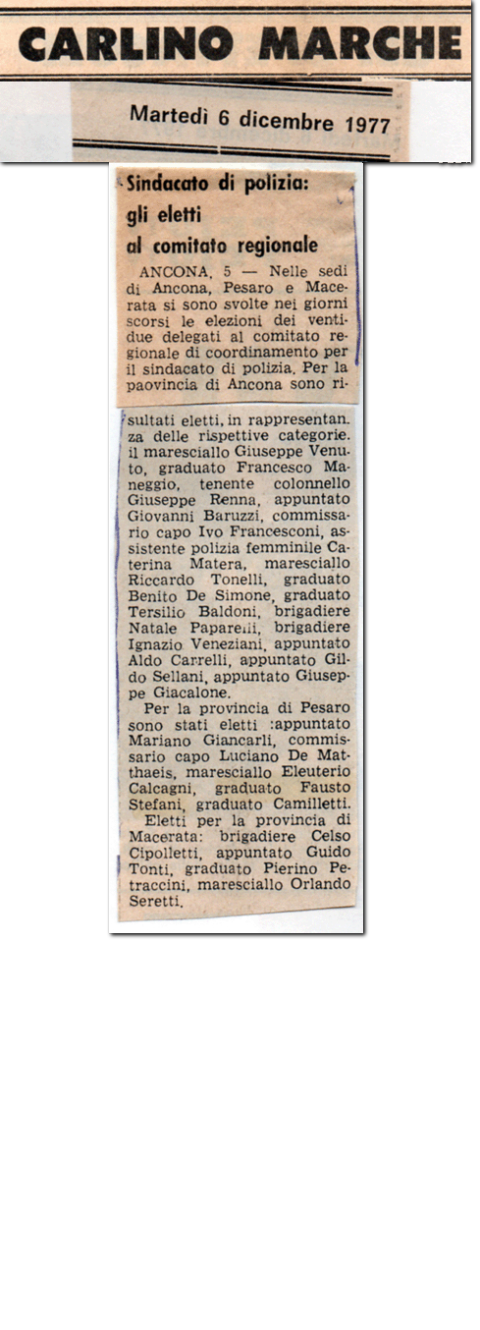 CARLINO MARCHE
Martedì 6 dicembre 1977
Sindacato di polizia:
gli eletti
al comitato regionale
ANCONA, 5 — Nelle sedi
di Ancona, Pesaro e Mace-
rata si sono svolte nei giorni
scorsi le elezioni dei venti-
due delegati al comitato re-
gionale di coordinamento per
il sindacato di polizia. Per la
paovincia di Ancona sono ri-
sultati eletti, in rappresentan.
za delle rispettive categorie.
il maresciallo Giuseppe Venu-
to, graduato Francesco Ma-
neggio, tenente colonnello
Giuseppe Renna, appuntato
Giovanni Baruzzi, commissa-
rio capo Ivo Francesconi, as-
sistente polizia femminile Ca-
terina Matera, maresciallo
Riccardo Tonelli, graduato
Benito De Simone, graduato
Tersilio Baldoni, brigadiere
Natale Paparelli, brigadiere
Ignazio Veneziani, appuntato
Aldo Carrelli, appuntato Gil-
do Sellani, appuntato Giusep-
pe Giacalone.
Per la provincia di Pesaro
sono stati eletti :appuntato
Mariano Giancarli, commis-
sario capo Luciano De Mat-
thaeis, maresciallo Eleuterio
Calcagni, graduato Fausto
Stefani, graduato Camilletti.
Eletti per la provincia di
Macerata: brigadiere Celso
Cipolletti, appuntato Guido
Tonti, graduato Pierino Pe-
traccini, maresciallo Orlando
Seretti.